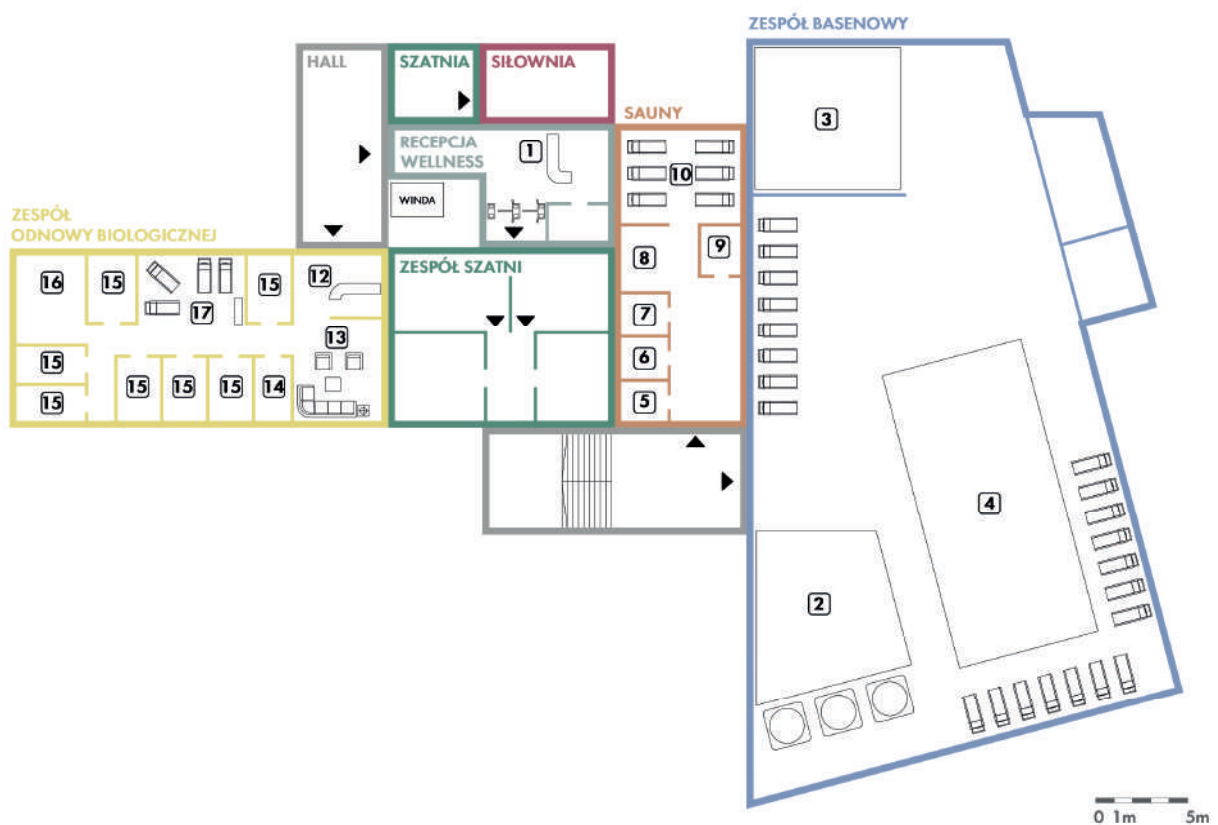 ZESPÓŁ BASENOWY
HALL
SZATNIA
SIŁOWNIA
3
SAUNY
RECEPCJA
WELLNESS
1
10
WINDA
ZESPÓŁ
ODNOWY BIOLOGICZNEJ
9
8
ZESPÓŁ SZATNI
16
15
17
15
12
7
13
15
6
15
15
15
15
14
5
4
2
0 1m 5m